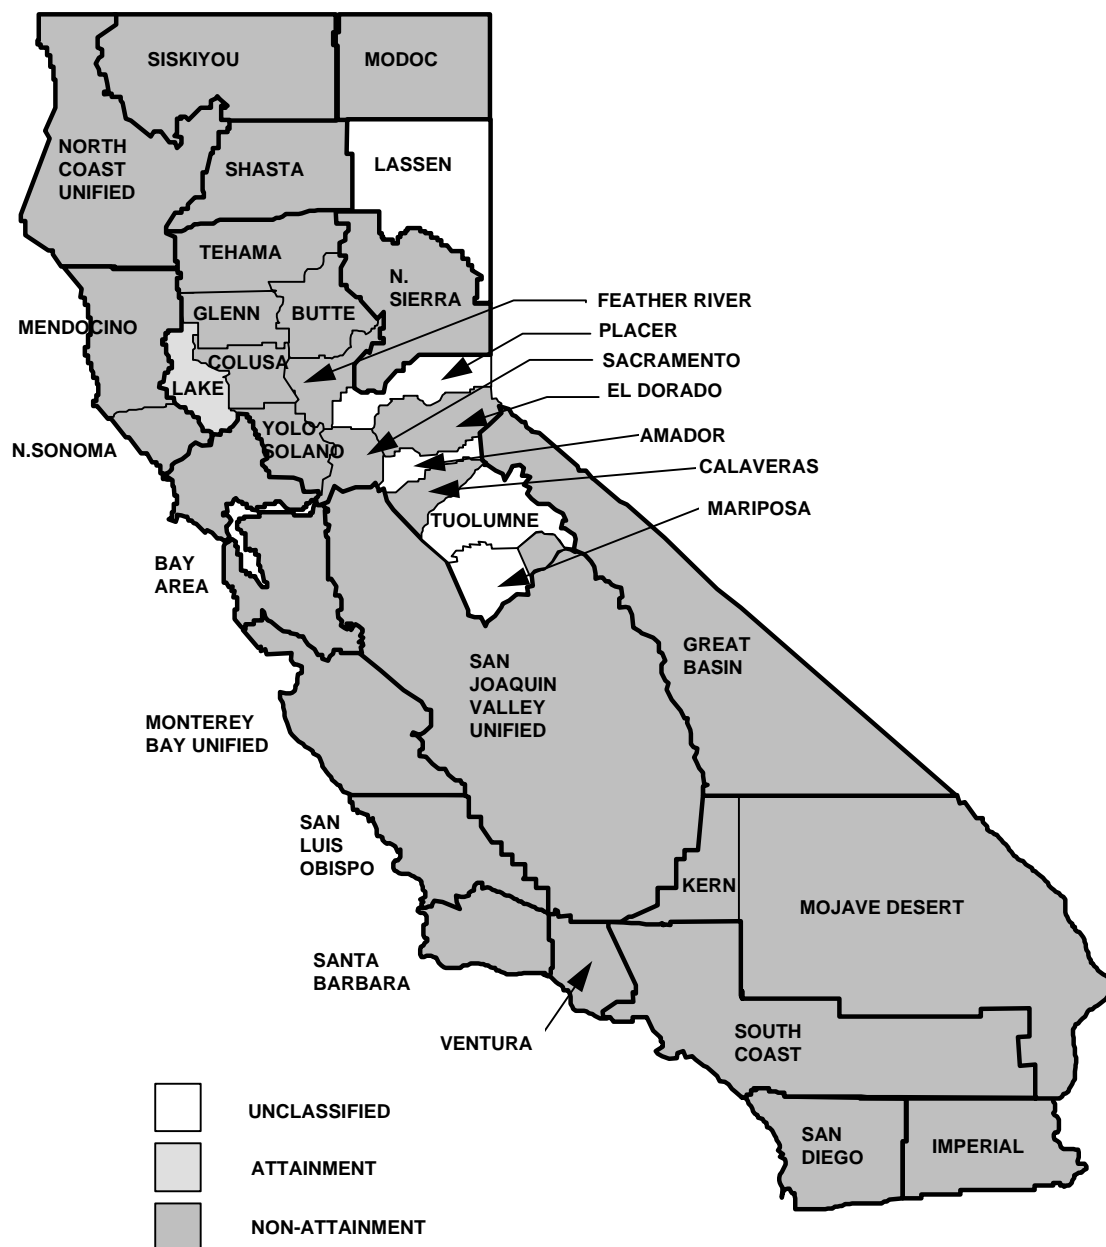 SISKIYOU
MODOC
NORTH
COAST
UNIFIED
SHASTA
LASSEN
TEHAMA
N.
SIERRA
FEATHER RIVER
GLENN
BUTTE
MENDOCINO
PLACER
COLUSA
SACRAMENTO
LAKE
EL DORADO
YOLO
SOLANO
AMADOR
N.SONOMA
CALAVERAS
MARIPOSA
TUOLUMNE
BAY
AREA
GREAT
BASIN
SAN
JOAQUIN
VALLEY
UNIFIED
MONTEREY
BAY UNIFIED
SAN
LUIS
OBISPO
KERN
MOJAVE DESERT
SANTA
BARBARA
VENTURA
SOUTH
COAST
UNCLASSIFIED
SAN
DIEGO
IMPERIAL
ATTAINMENT
NON-ATTAINMENT